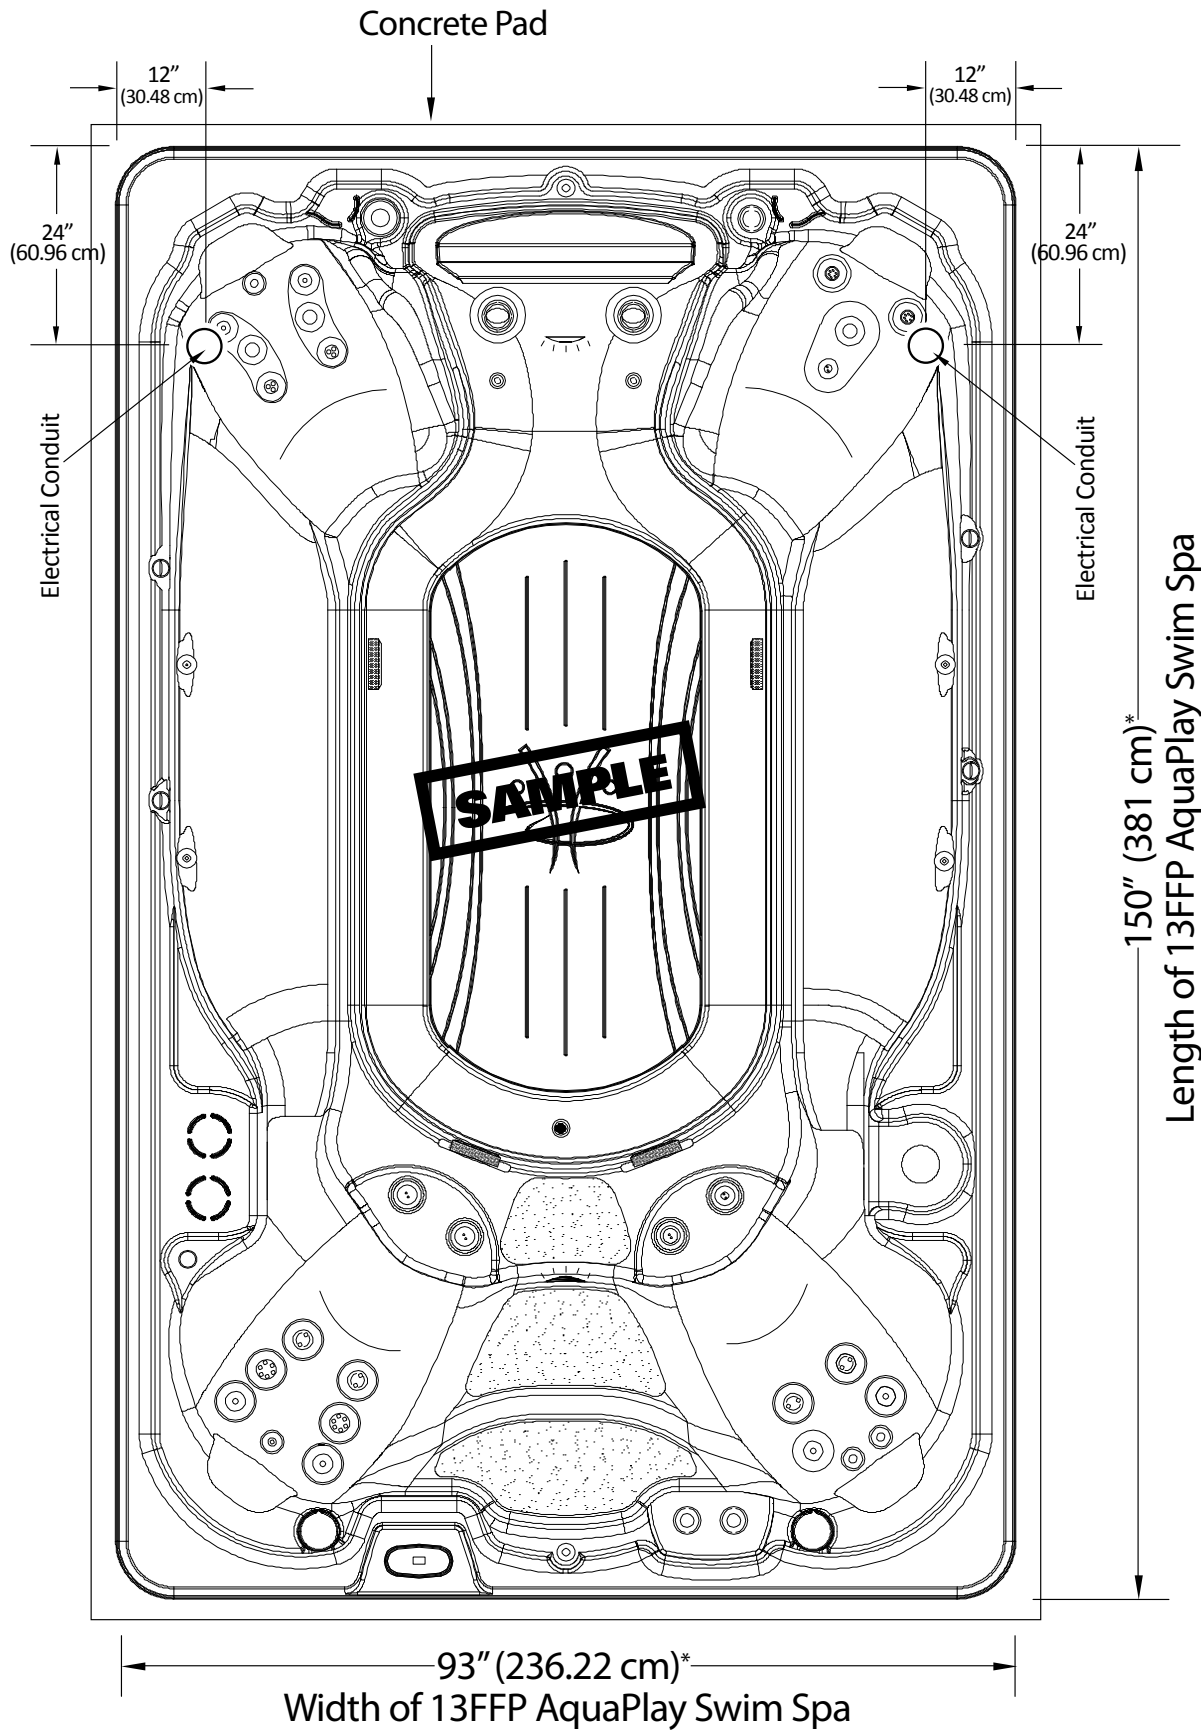 Concrete Pad
12”
(30.48 cm)
12”
(30.48 cm)
24”
(60.96 cm)
24”
(60.96 cm)
Electrical Conduit
Electrical Conduit
SAMPLE
150” (381 cm)*
Length of 13FFP AquaPlay Swim Spa
93” (236.22 cm)*
Width of 13FFP AquaPlay Swim Spa